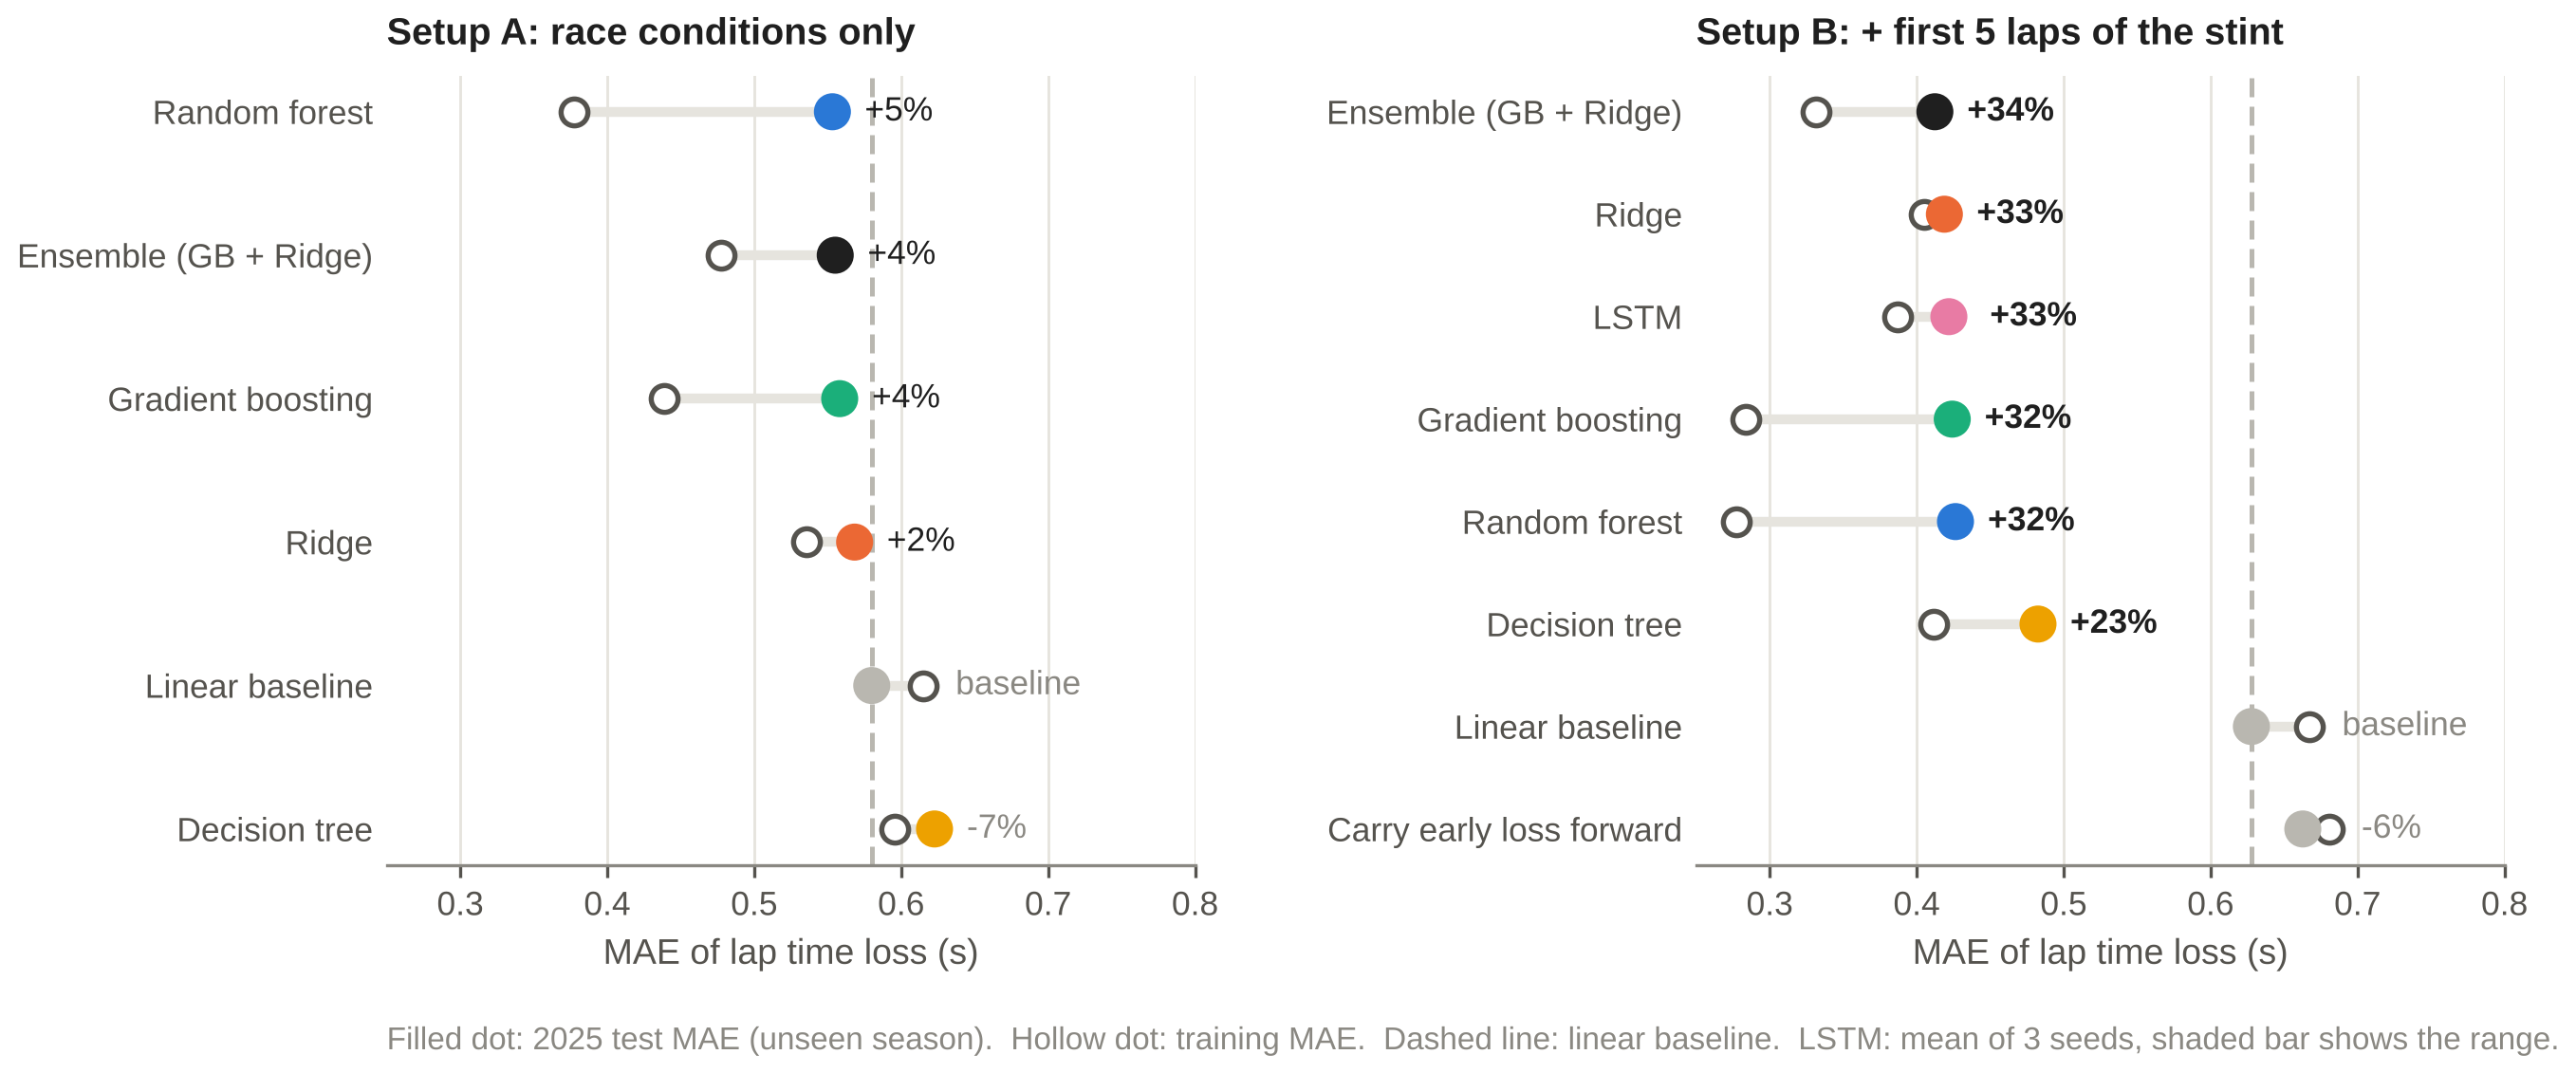 Setup A: race conditions only
Random forest
+5%
Ensemble (GB + Ridge)
+4%
Gradient boosting
+4%
Ridge
+2%
Linear baseline
baseline
Decision tree
-7%
0.3 0.4 0.5 0.6 0.7 0.8
MAE of lap time loss (s)
Setup B: + first 5 laps of the stint
Ensemble (GB + Ridge)
+34%
Ridge
+33%
LSTM
+33%
Gradient boosting
+32%
Random forest
+32%
Decision tree
+23%
Linear baseline
baseline
Carry early loss forward
-6%
0.3 0.4 0.5 0.6 0.7 0.8
MAE of lap time loss (s)
Filled dot: 2025 test MAE (unseen season).  Hollow dot: training MAE.  Dashed line: linear baseline.  LSTM: mean of 3 seeds, shaded bar shows the range.